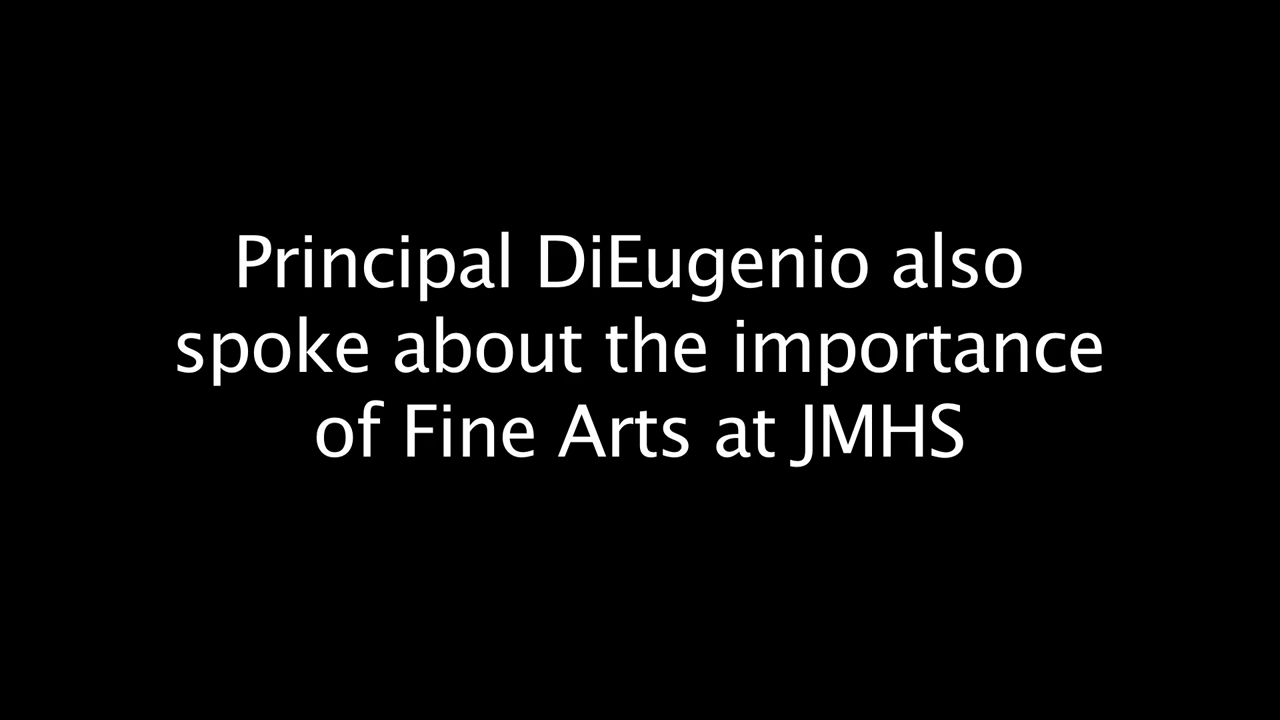 Principal DiEugenio also
spoke about the importance
of Fine Arts at JMHS